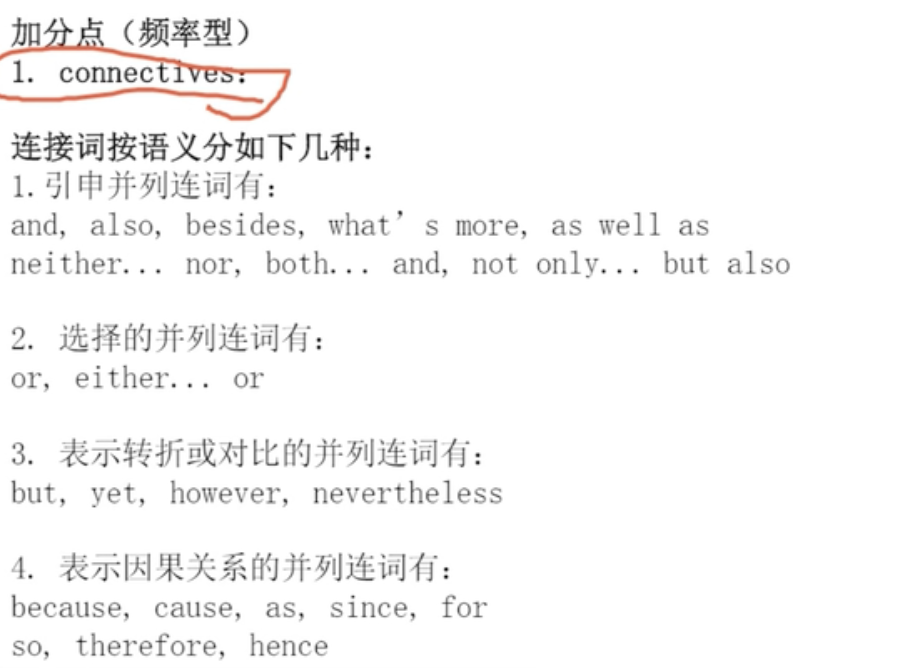 加分点（频率型）
1. connectives:
连接词按语义分如下几种：
1.引申并列连词有：
and, also, besides, what’s more, as well as
neither... nor, both... and, not only... but also
2. 选择的并列连词有：
or, either... or
3. 表示转折或对比的并列连词有：
but, yet, however, nevertheless
4. 表示因果关系的并列连词有：
because, cause, as, since, for
so, therefore, hence